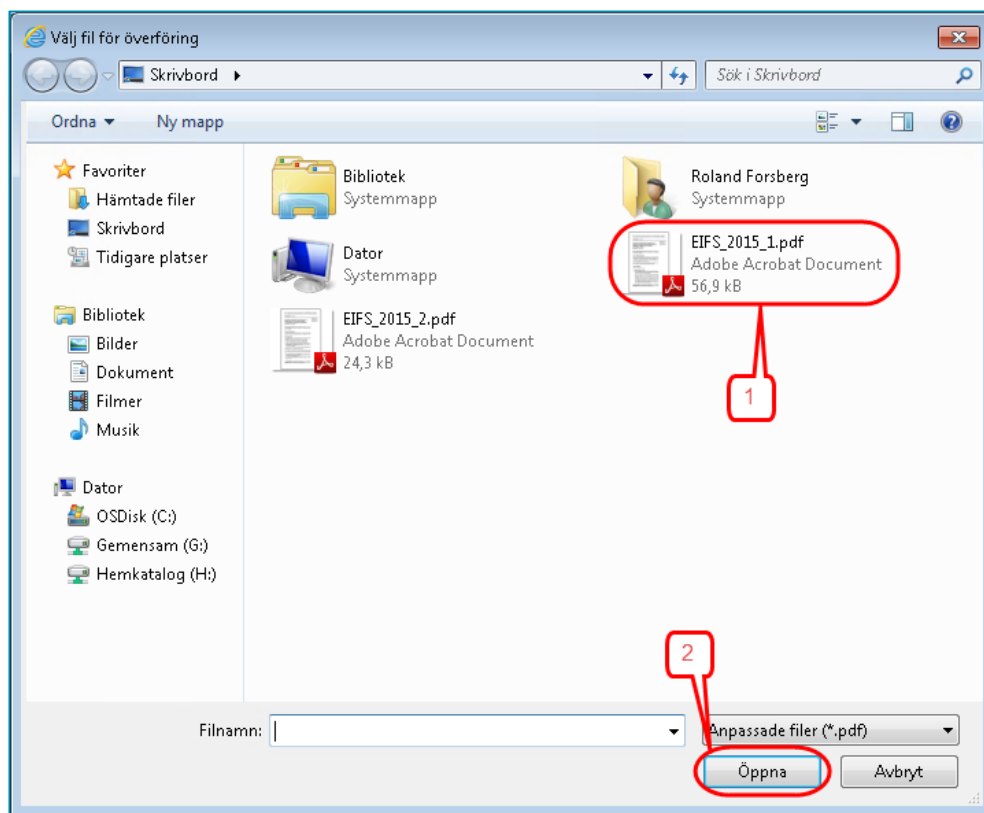 Välj fil för överföring
Skrivbord
Sök i Skrivbord
Ordna
Ny mapp
Favoriter
Hämtade filer
Skrivbord
Tidigare platser
Bibliotek
Bilder
Dokument
Filmer
Musik
Dator
OSDisk (C:)
Gemensam (G:)
Hemkatalog (H:)
Bibliotek
Systemmapp
Roland Forsberg
Systemmapp
Dator
Systemmapp
EIFS_2015_1.pdf
Adobe Acrobat Document
56,9 kB
EIFS_2015_2.pdf
Adobe Acrobat Document
24,3 kB
1
2
Filnamn:
Anpassade filer (*.pdf)
Öppna
Avbryt